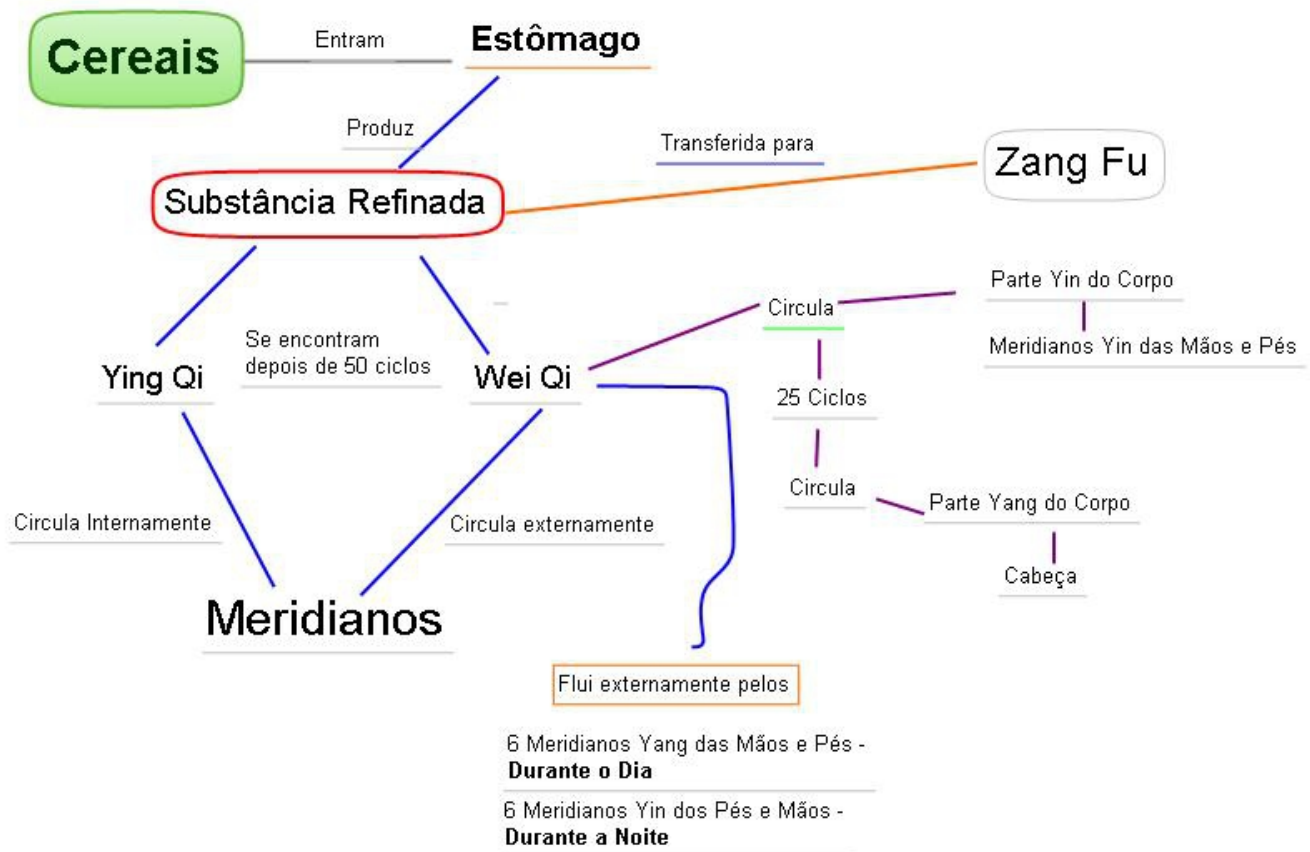 Cereais
Entram
Estômago
Produz
Transferida para
Zang Fu
Substância Refinada
Parte Yin do Corpo
Circula
Meridianos Yin das Mãos e Pés
Se encontram
depois de 50 ciclos
Ying Qi
Wei Qi
25 Ciclos
Circula
Parte Yang do Corpo
Circula Internamente
Circula externamente
Cabeça
Meridianos
Flui externamente pelos
6 Meridianos Yang das Mãos e Pés -
Durante o Dia
6 Meridianos Yin dos Pés e Mãos -
Durante a Noite